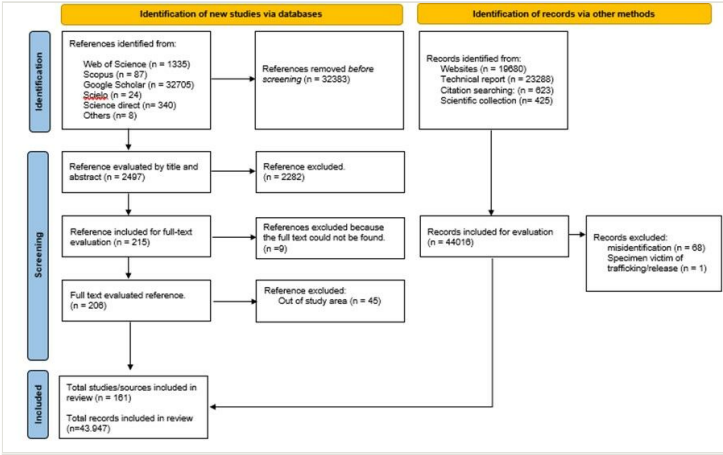 Identification of new studies via databases
Identification of records via other methods
Identification
References identified from:
Web of Science (n = 1335)
Scopus (n = 87)
Google Scholar (n = 32705)
Scielo (n = 24)
Science direct (n= 340)
Others (n= 8)
References removed before
screening (n = 32383)
Records identified from:
Websites (n = 19680)
Technical report (n = 23288)
Citation searching: (n = 623)
Scientific collection (n= 425)
Screening
Reference evaluated by title and
abstract (n = 2497)
Reference excluded.
(n = 2282)
Reference included for full-text
evaluation (n = 215)
References excluded because
the full text could not be found.
(n =9)
Records included for evaluation
(n = 44016)
Records excluded:
misidentification (n = 68)
Specimen victim of
trafficking/release (n = 1)
Full text evaluated reference.
(n = 206)
Reference excluded:
Out of study area (n = 45)
Included
Total studies/sources included in
review (n = 161)
Total records included in review
(n=43.947)